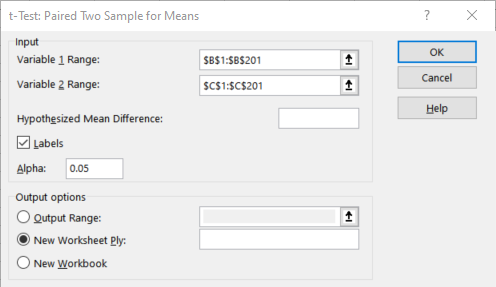 t-Test: Paired Two Sample for Means ? ×
Input
Variable 1 Range: $B$1:$B$201
Variable 2 Range: $C$1:$C$201
Hypothesized Mean Difference:
Labels
Alpha: 0.05
OK
Cancel
Help
Output options
Output Range:
New Worksheet Ply:
New Workbook